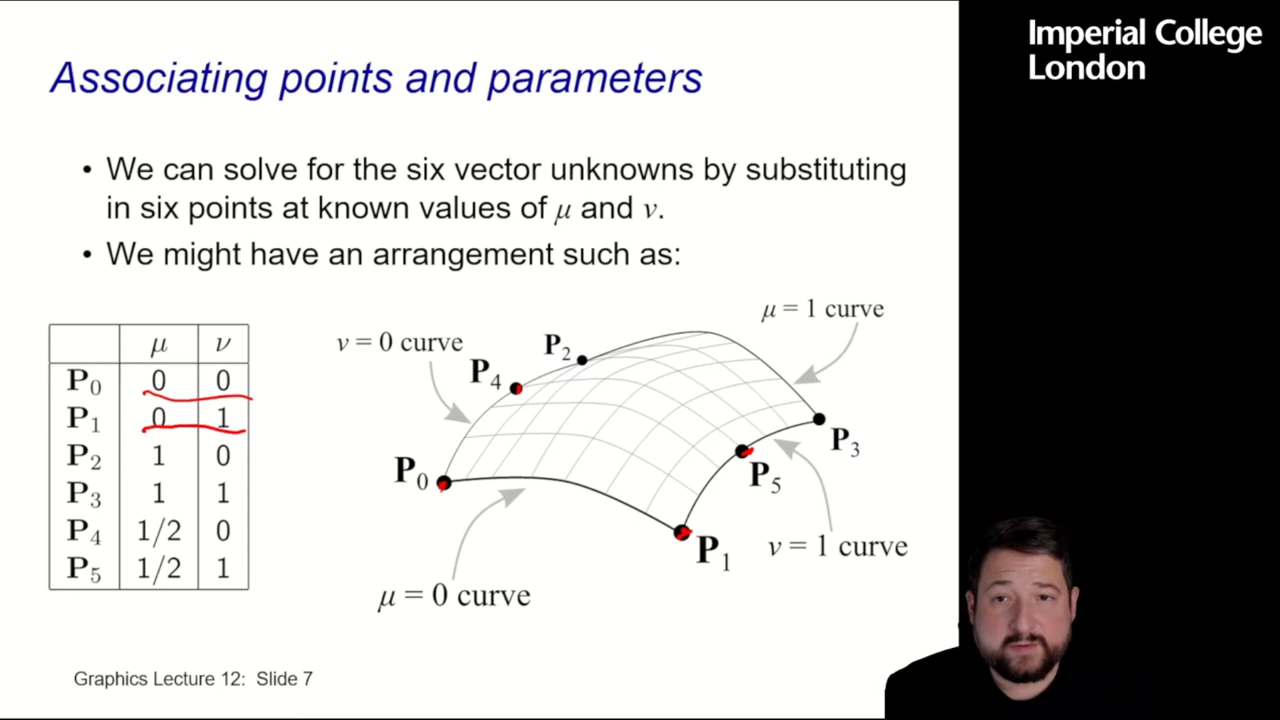 Imperial College
London
Associating points and parameters
• We can solve for the six vector unknowns by substituting
in six points at known values of μ and ν.
• We might have an arrangement such as:
μ ν
P0 0 0
P1 0 1
P2 1 0
P3 1 1
P4 1/2 0
P5 1/2 1
μ = 1 curve
ν = 0 curve
P2
P4
P3
P0
P5
P1
ν = 1 curve
μ = 0 curve
Graphics Lecture 12: Slide 7